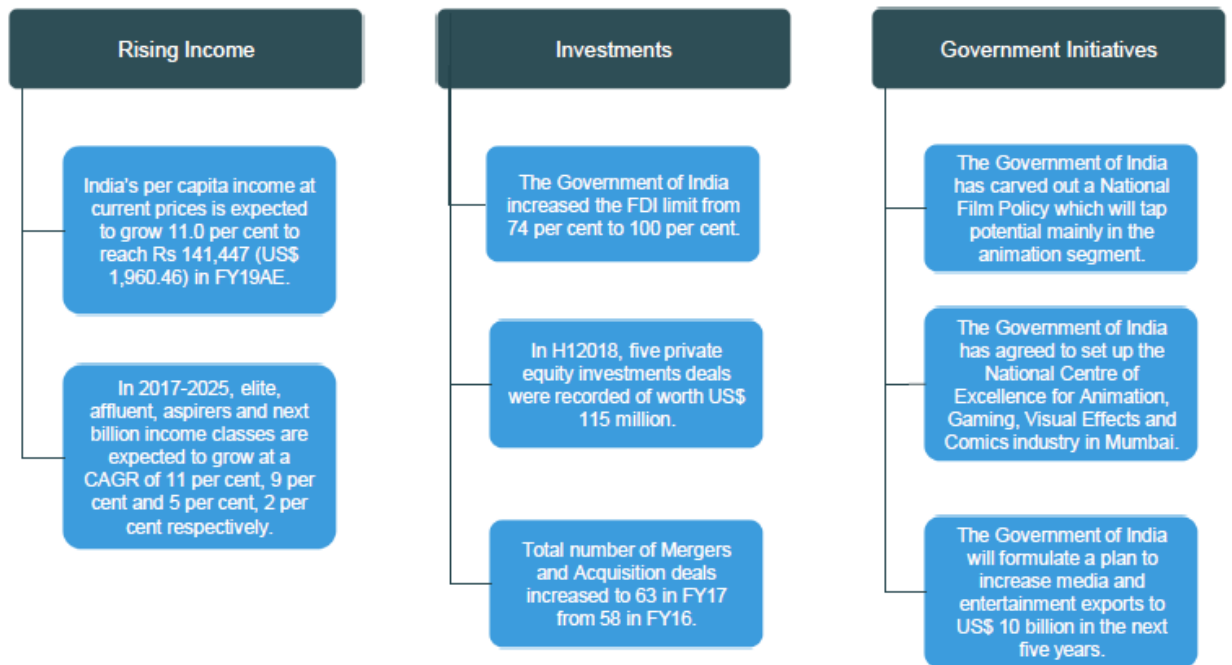 Rising Income
India's per capita income at
current prices is expected
to grow 11.0 per cent to
reach Rs 141,447 (US$
1,960.46) in FY19AE.
In 2017-2025, elite,
affluent, aspirers and next
billion income classes are
expected to grow at a
CAGR of 11 per cent, 9 per
cent and 5 per cent, 2 per
cent respectively.
Investments
The Government of India
increased the FDI limit from
74 per cent to 100 per cent.
In H12018, five private
equity investments deals
were recorded of worth US$
115 million.
Total number of Mergers
and Acquisition deals
increased to 63 in FY17
from 58 in FY16.
Government Initiatives
The Government of India
has carved out a National
Film Policy which will tap
potential mainly in the
animation segment.
The Government of India
has agreed to set up the
National Centre of
Excellence for Animation,
Gaming, Visual Effects and
Comics industry in Mumbai.
The Government of India
will formulate a plan to
increase media and
entertainment exports to
US$ 10 billion in the next
five years.